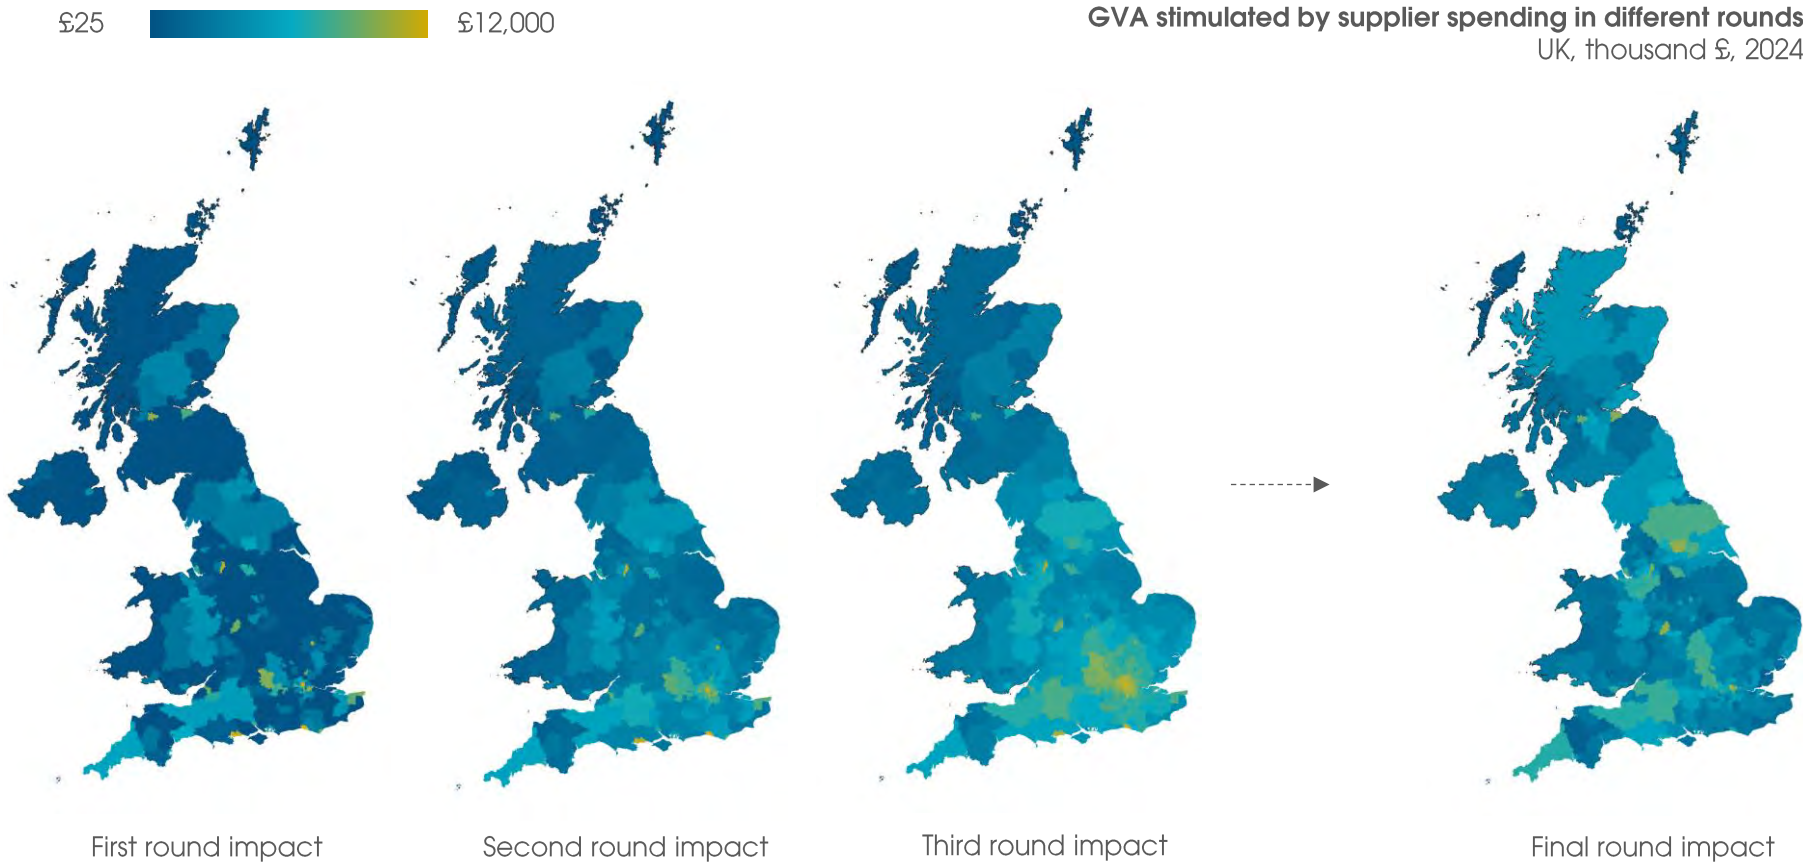 £25
£12,000
GVA stimulated by supplier spending in different rounds
UK, thousand £, 2024
First round impact
Second round impact
Third round impact
Final round impact